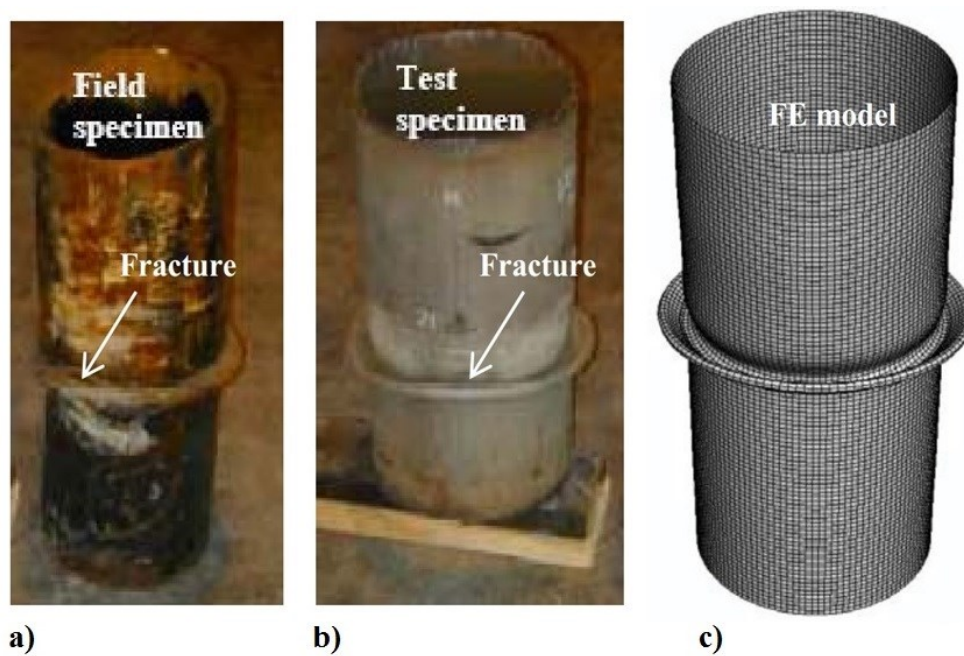 Field
specimen
Fracture
Test
specimen
Fracture
FE model
a)
b)
c)